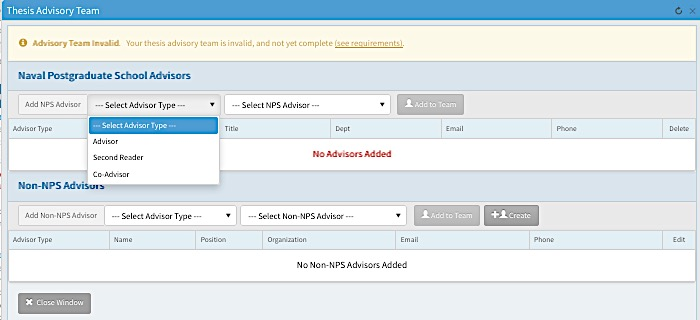 Thesis Advisory Team
Advisory Team Invalid. Your thesis advisory team is invalid, and not yet complete (see requirements).
Naval Postgraduate School Advisors
Add NPS Advisor --- Select Advisor Type --- --- Select NPS Advisor --- Add to Team
Advisor Type Title Dept Email Phone Delete
--- Select Advisor Type ---
Advisor
Second Reader
Co-Advisor
No Advisors Added
Non-NPS Advisors
Add Non-NPS Advisor --- Select Advisor Type --- --- Select Non-NPS Advisor --- Add to Team Create
Advisor Type Name Position Organization Email Phone Edit
No Non-NPS Advisors Added
Close Window